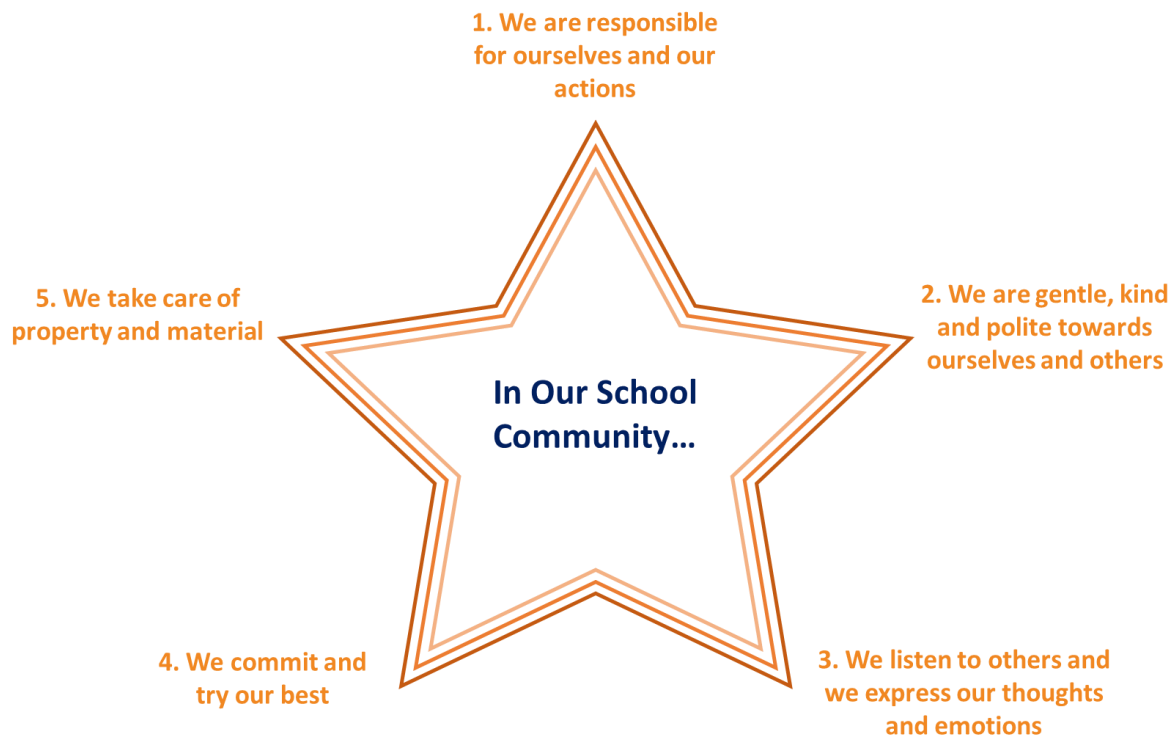 1. We are responsible
for ourselves and our
actions
2. We are gentle, kind
and polite towards
ourselves and others
3. We listen to others and
we express our thoughts
and emotions
4. We commit and
try our best
5. We take care of
property and material
In Our School
Community…